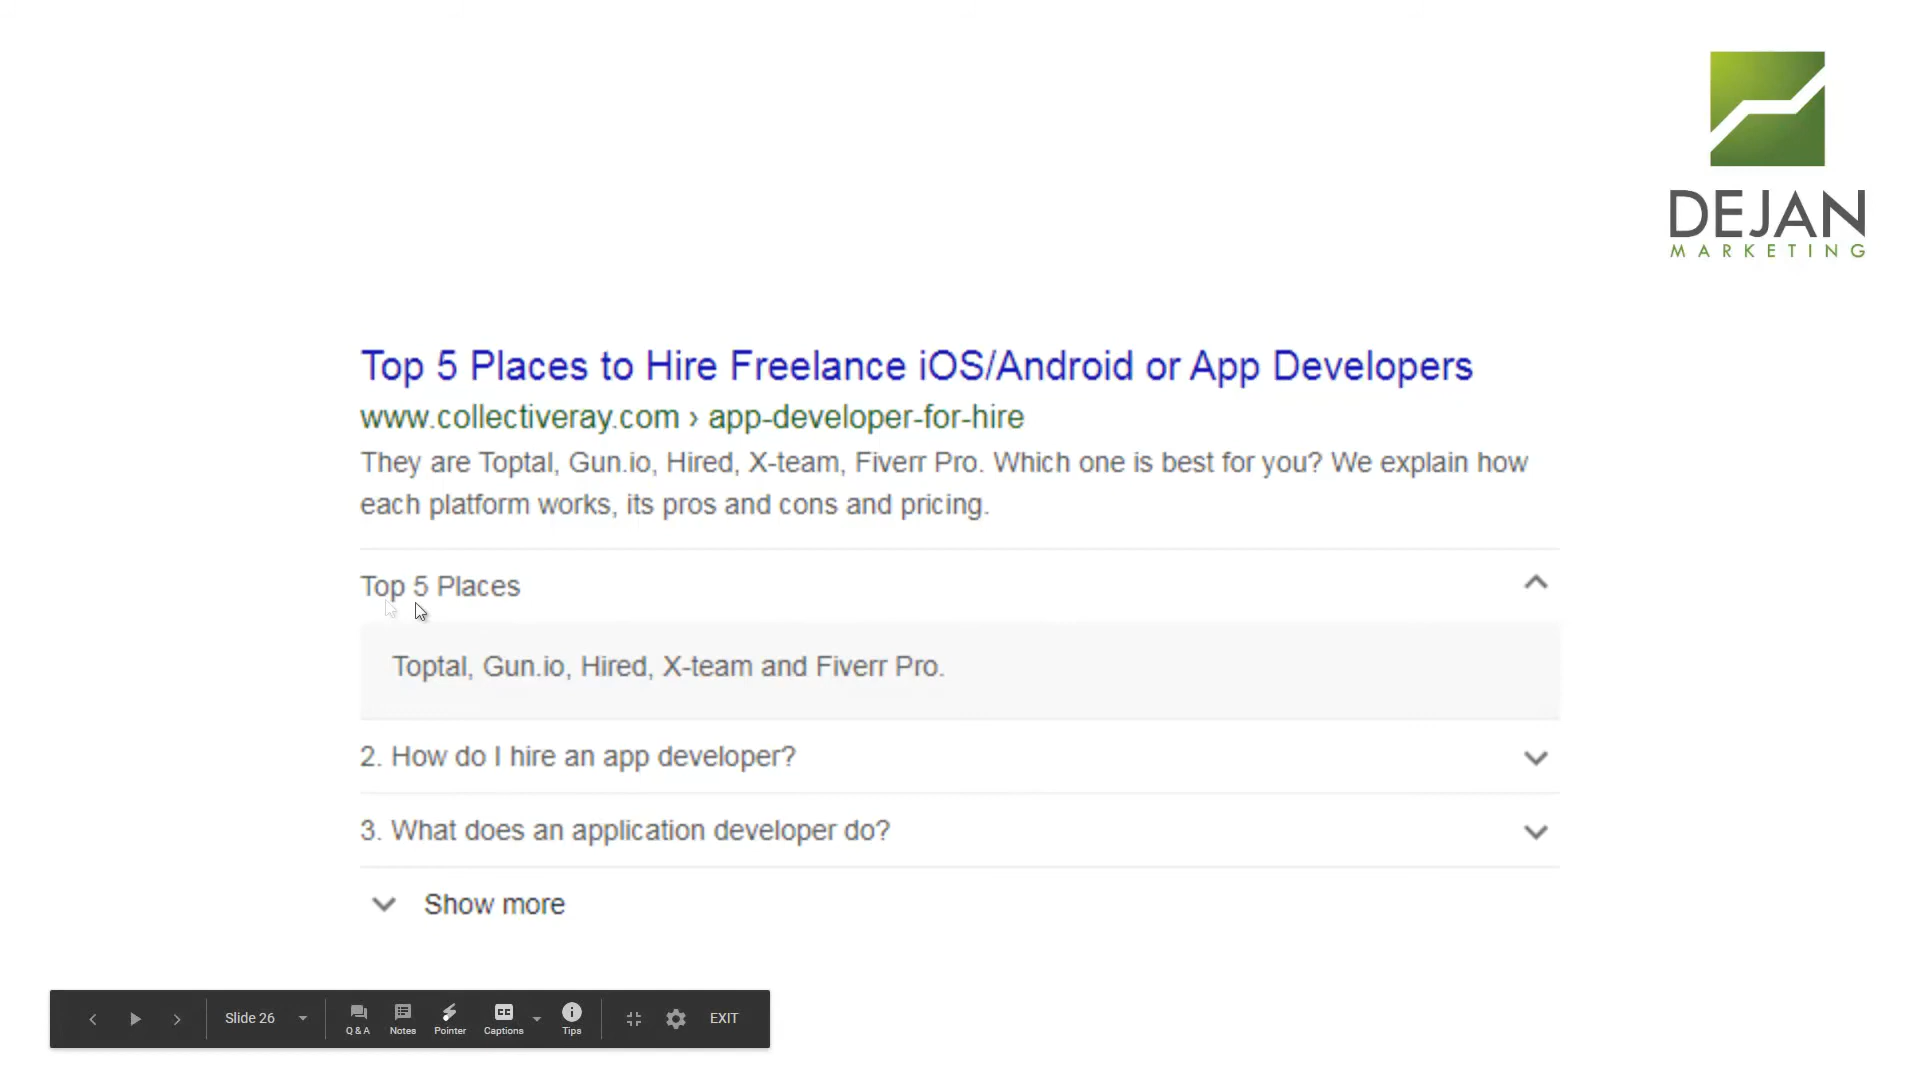 DEJAN
MARKETING
Top 5 Places to Hire Freelance iOS/Android or App Developers
www.collectiveray.com › app-developer-for-hire
They are Toptal, Gun.io, Hired, X-team, Fiverr Pro. Which one is best for you? We explain how
each platform works, its pros and cons and pricing.
Top 5 Places
Toptal, Gun.io, Hired, X-team and Fiverr Pro.
2. How do I hire an app developer?
3. What does an application developer do?
Show more
Slide 26
Q & A
Notes
Pointer
CC
Captions
Tips
EXIT